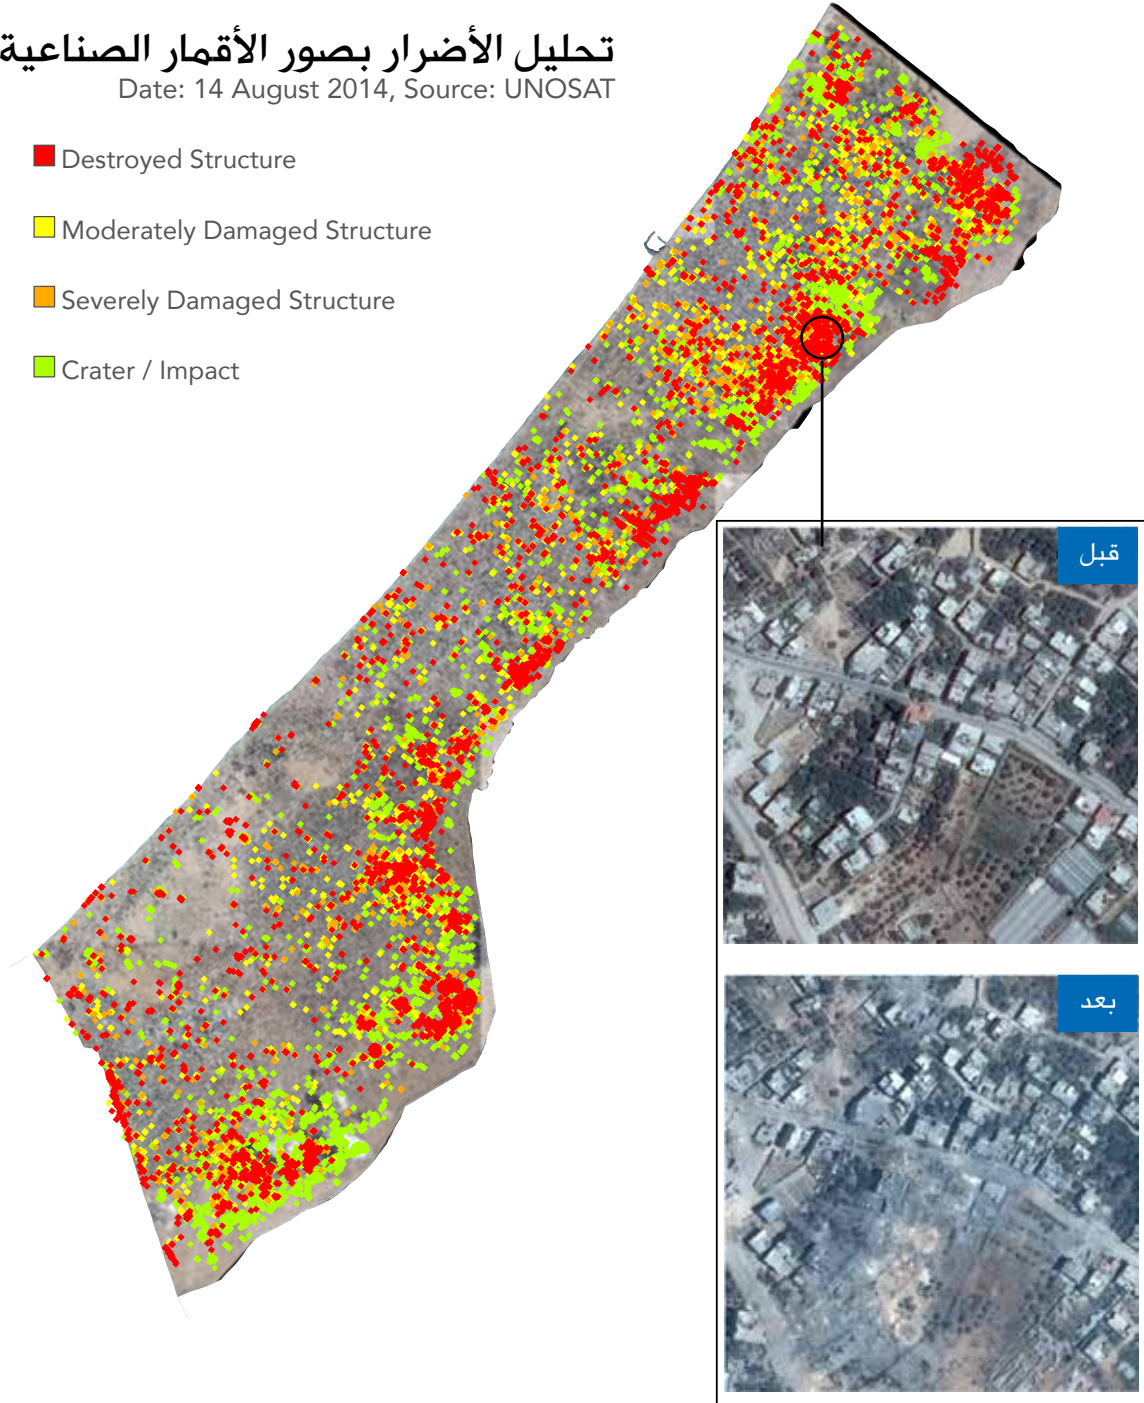 تحليل الأضرار بصور الأقمار الصناعية
Date: 14 August 2014, Source: UNOSAT
Destroyed Structure
Moderately Damaged Structure
Severely Damaged Structure
Crater / Impact
قبل
بعد